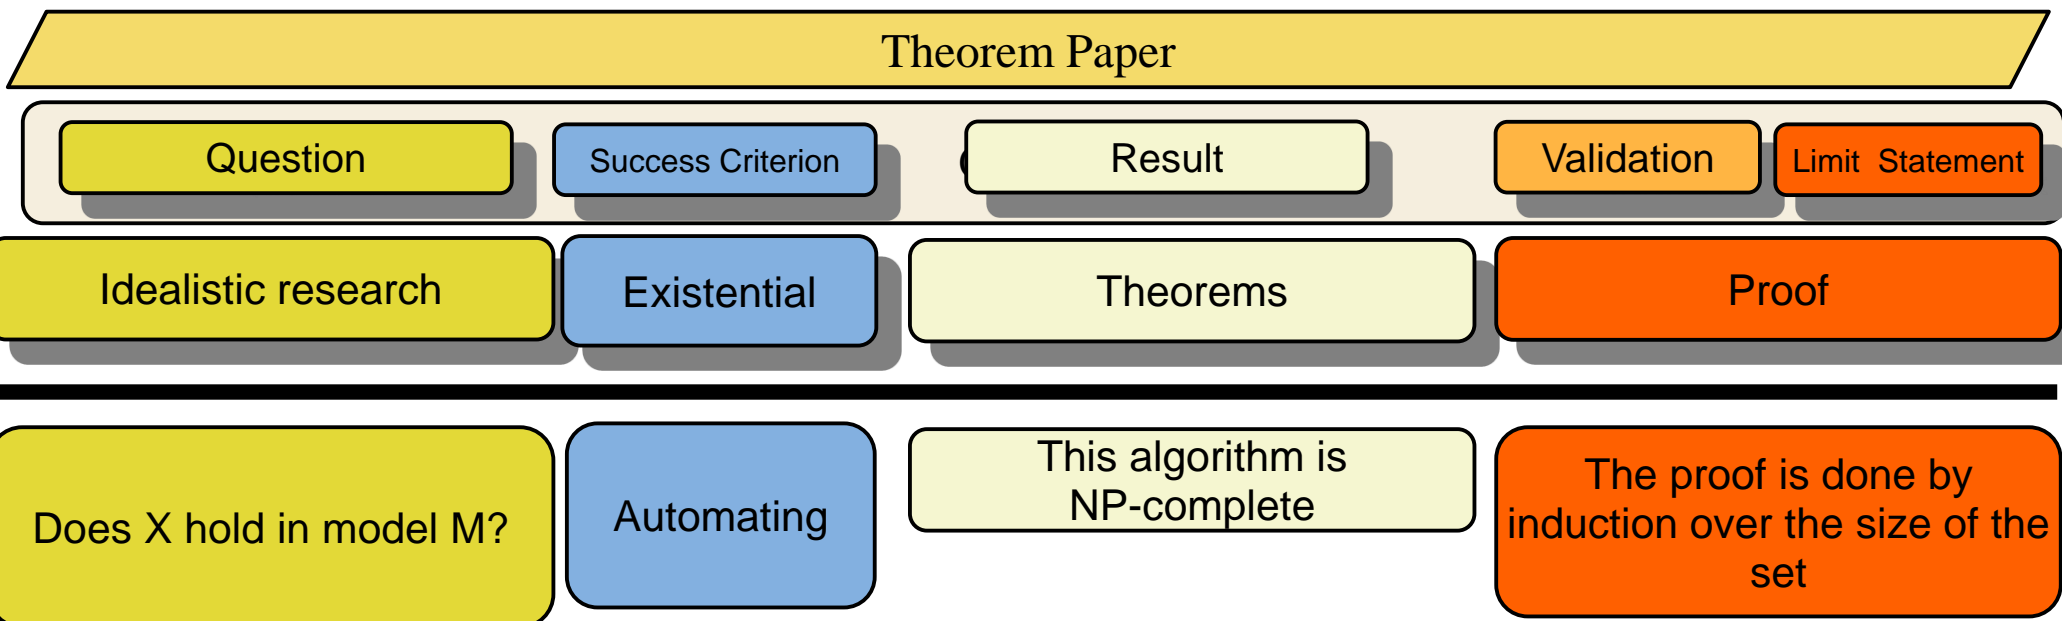 Theorem Paper
Question
Success Criterion
Result
Validation
Limit Statement
Idealistic research
Existential
Theorems
Proof
Does X hold in model M?
Automating
This algorithm is
NP-complete
The proof is done by
induction over the size of the
set